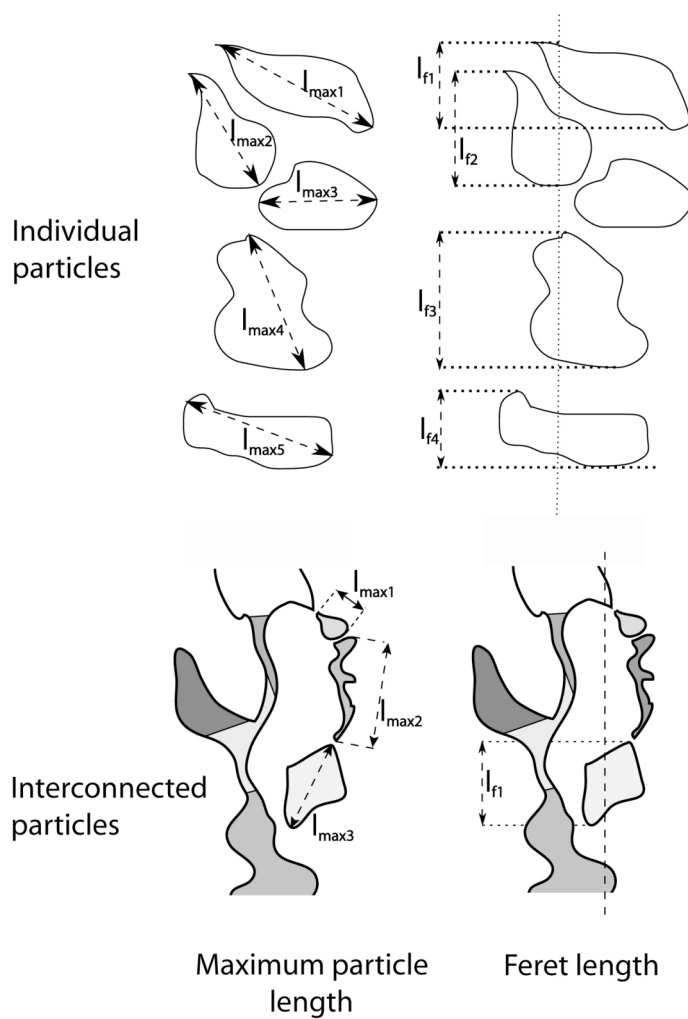 lmax1
lf1
lmax2
lf2
lmax3
Individual
particles
lmax4
lf3
lmax5
lf4
lmax1
lmax2
Interconnected
particles
lf1
lmax3
Maximum particle
length
Feret length